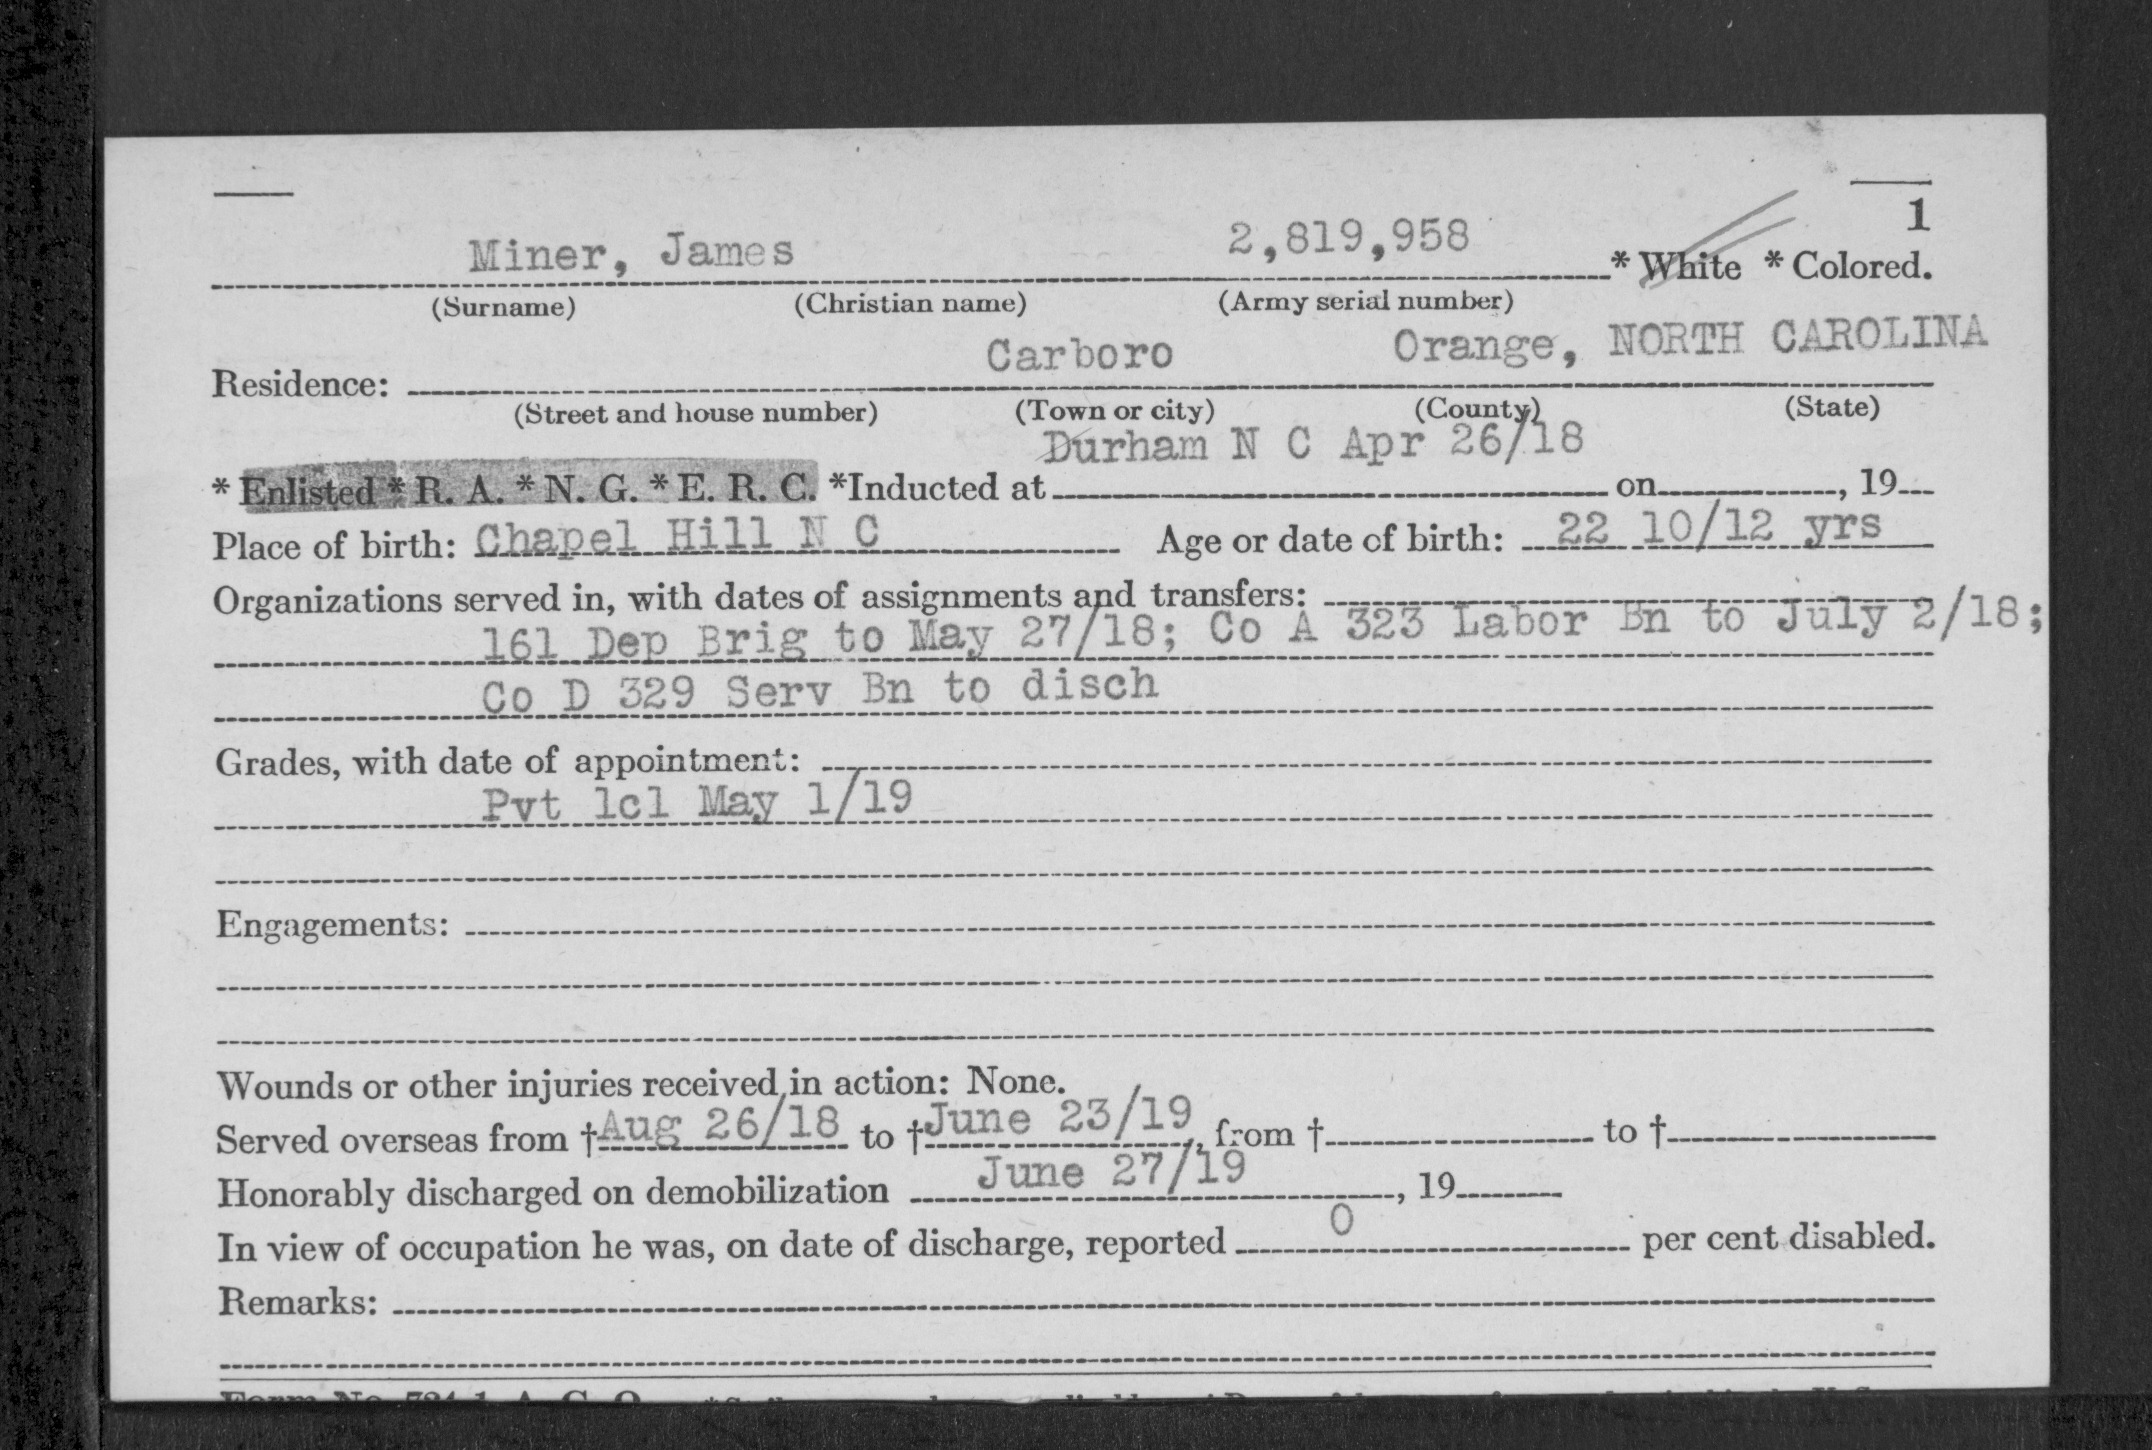 1
Miner, James 2,819,958 * White * Colored.
(Surname) (Christian name) (Army serial number)
Carboro Orange, NORTH CAROLINA
Residence:
(Street and house number) (Town or city) (County) (State)
Durham N C Apr 26/18
* Enlisted * R. A. * N. G. * E. R. C. *Inducted at on , 19
Place of birth: Chapel Hill N C Age or date of birth: 22 10/12 yrs
Organizations served in, with dates of assignments and transfers:
161 Dep Brig to May 27/18; Co A 323 Labor Bn to July 2/18;
Co D 329 Serv Bn to disch
Grades, with date of appointment:
Pvt 1cl May 1/19
Engagements:
Wounds or other injuries received in action: None.
Served overseas from †Aug 26/18 to †June 23/19, from † to †
Honorably discharged on demobilization June 27/19 , 19
In view of occupation he was, on date of discharge, reported 0 per cent disabled.
Remarks: